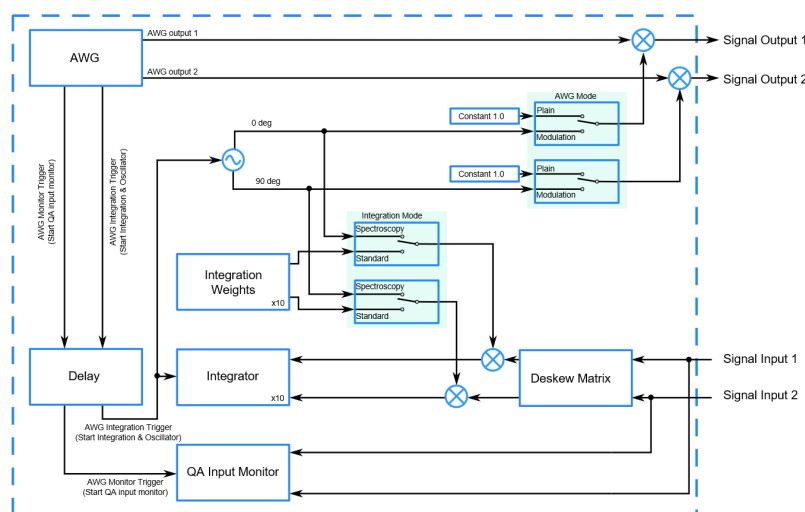 AWG output 1
Signal Output 1
AWG
AWG output 2
Signal Output 2
AWG Mode
Constant 1.0
Plain
Modulation
0 deg
Constant 1.0
Plain
Modulation
90 deg
AWG Monitor Trigger
(Start QA input monitor)
AWG Integration Trigger
(Start Integration & Oscillator)
Integration Mode
Spectroscopy
Standard
Integration
Weights
x10
Spectroscopy
Standard
Delay
Integrator
x10
Deskew Matrix
Signal Input 1
Signal Input 2
AWG Integration Trigger
(Start Integration & Oscillator)
QA Input Monitor
AWG Monitor Trigger
(Start QA input monitor)